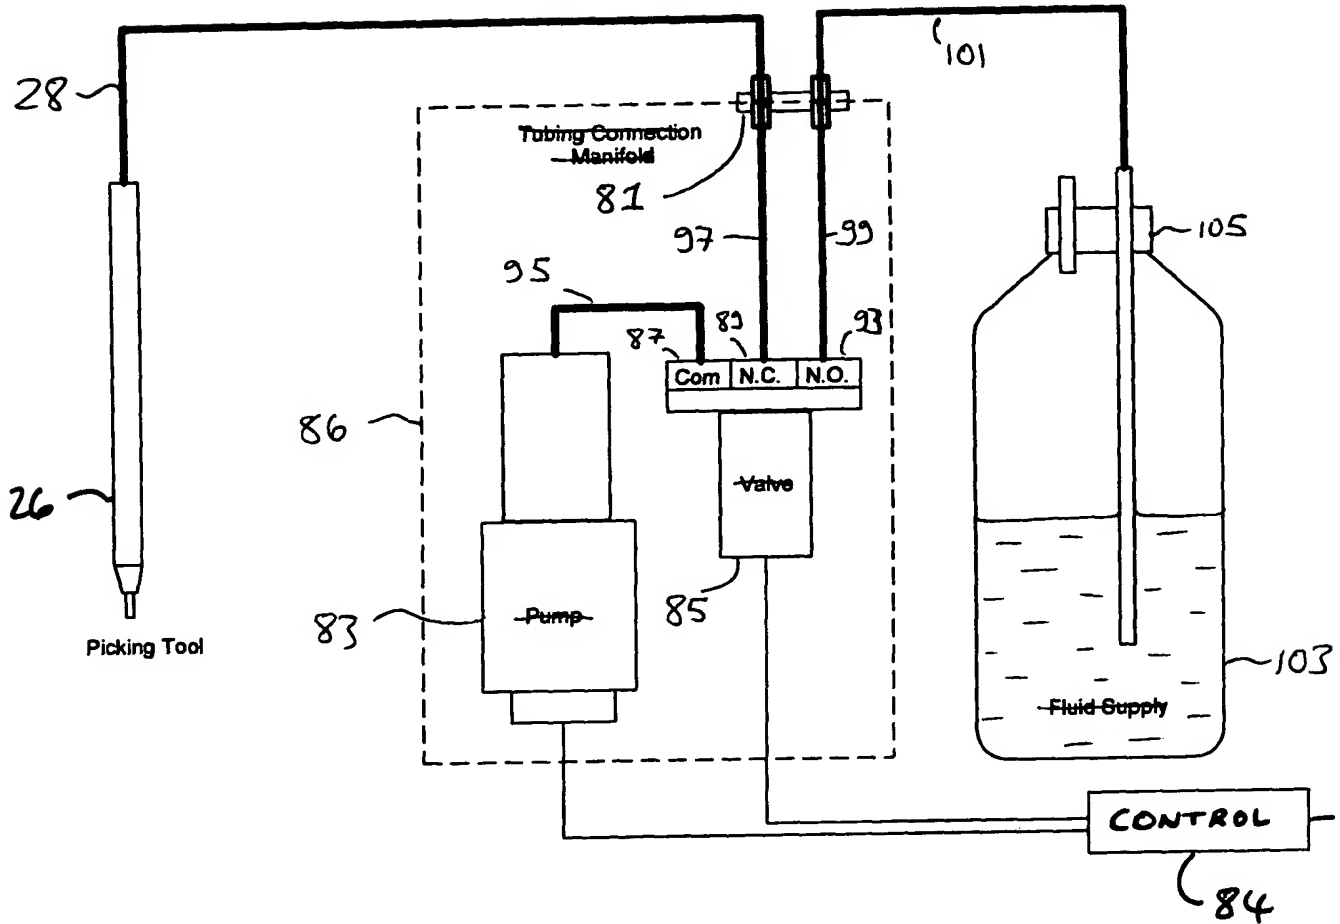 28
101
Tubing Connection
Manifold
81
97
99
105
95
87
89
93
Com
N.C.
N.O.
86
Valve
26
85
83
Pump
Picking Tool
103
Fluid Supply
CONTROL
84